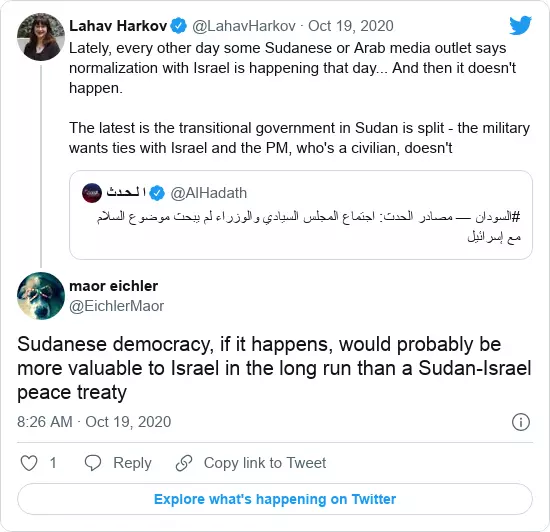 Lahav Harkov @LahavHarkov · Oct 19, 2020
Lately, every other day some Sudanese or Arab media outlet says
normalization with Israel is happening that day... And then it doesn't
happen.
The latest is the transitional government in Sudan is split - the military
wants ties with Israel and the PM, who's a civilian, doesn't
الـحـدث @AlHadath
#السودان — مصادر الحدث: اجتماع المجلس السيادي والوزراء لم يبحث موضوع السلام
مع إسرائيل
maor eichler
@EichlerMaor
Sudanese democracy, if it happens, would probably be
more valuable to Israel in the long run than a Sudan-Israel
peace treaty
8:26 AM · Oct 19, 2020
1 Reply Copy link to Tweet
Explore what's happening on Twitter